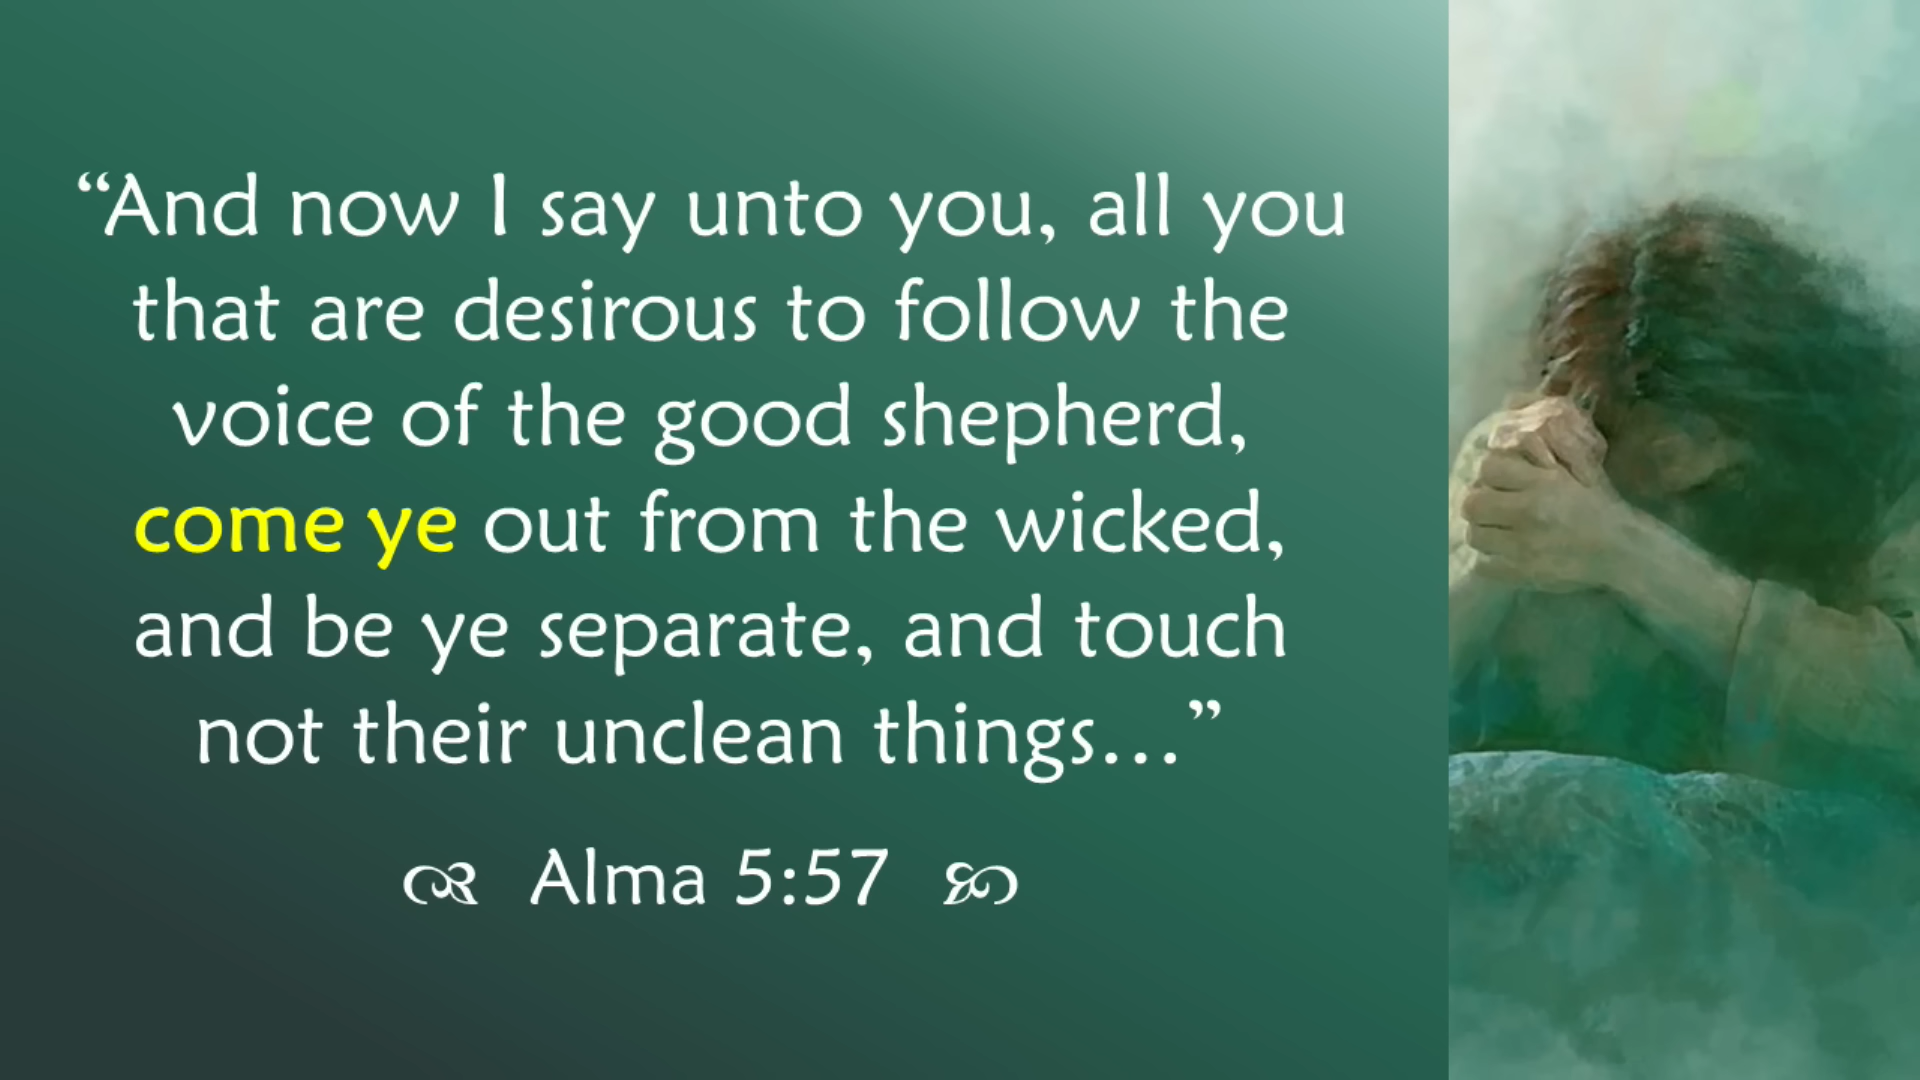 “And now I say unto you, all you
that are desirous to follow the
voice of the good shepherd,
come ye out from the wicked,
and be ye separate, and touch
not their unclean things…”
Alma 5:57